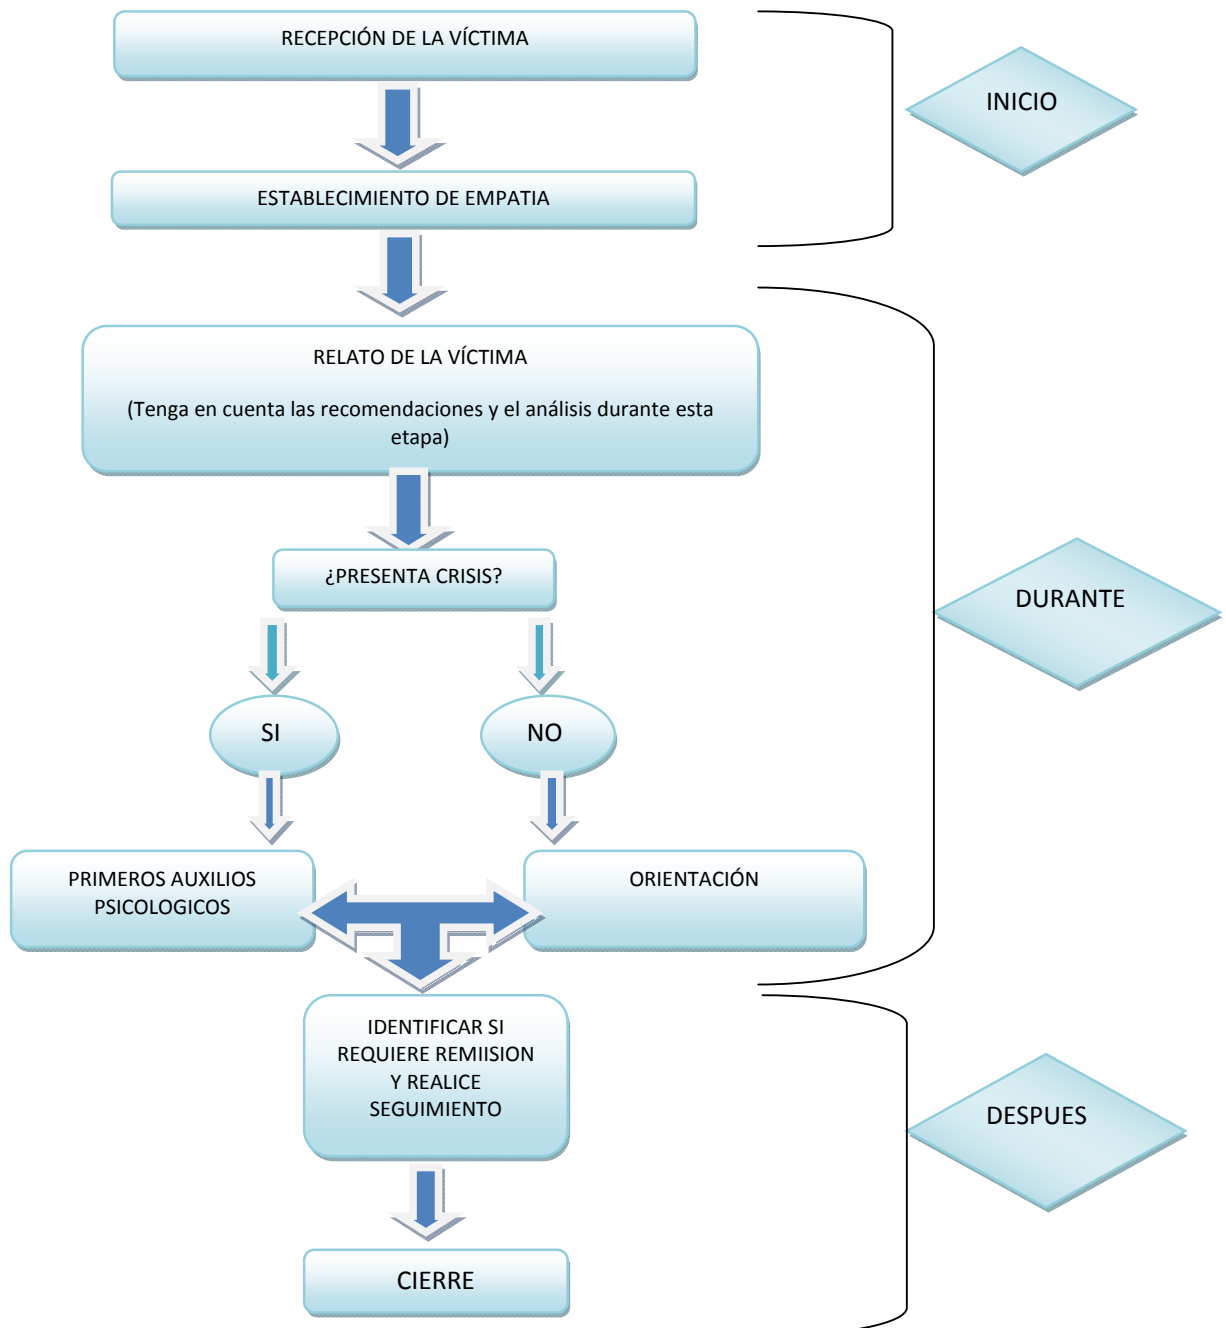 RECEPCIÓN DE LA VÍCTIMA
INICIO
ESTABLECIMIENTO DE EMPATIA
RELATO DE LA VÍCTIMA
(Tenga en cuenta las recomendaciones y el análisis durante esta
etapa)
¿PRESENTA CRISIS?
DURANTE
SI
NO
PRIMEROS AUXILIOS
PSICOLOGICOS
ORIENTACIÓN
IDENTIFICAR SI
REQUIERE REMIISION
Y REALICE
SEGUIMIENTO
DESPUES
CIERRE